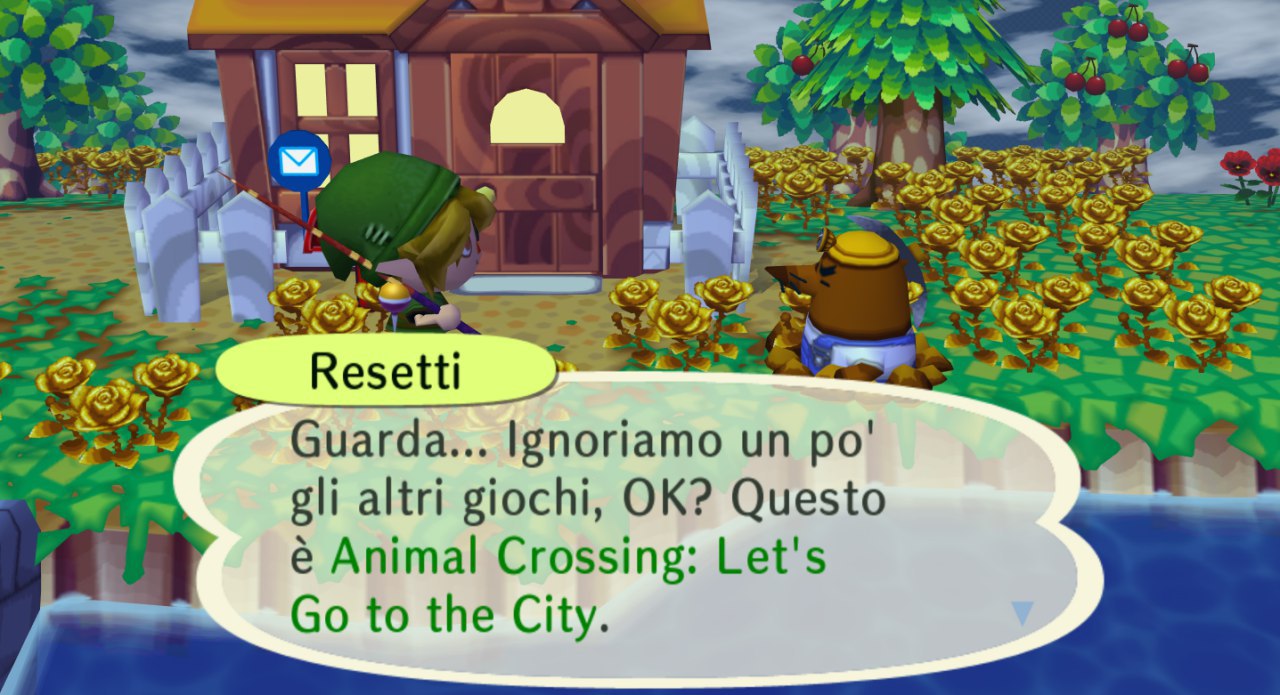 Resetti
Guarda... Ignoriamo un po'
gli altri giochi, OK? Questo
è Animal Crossing: Let's
Go to the City.